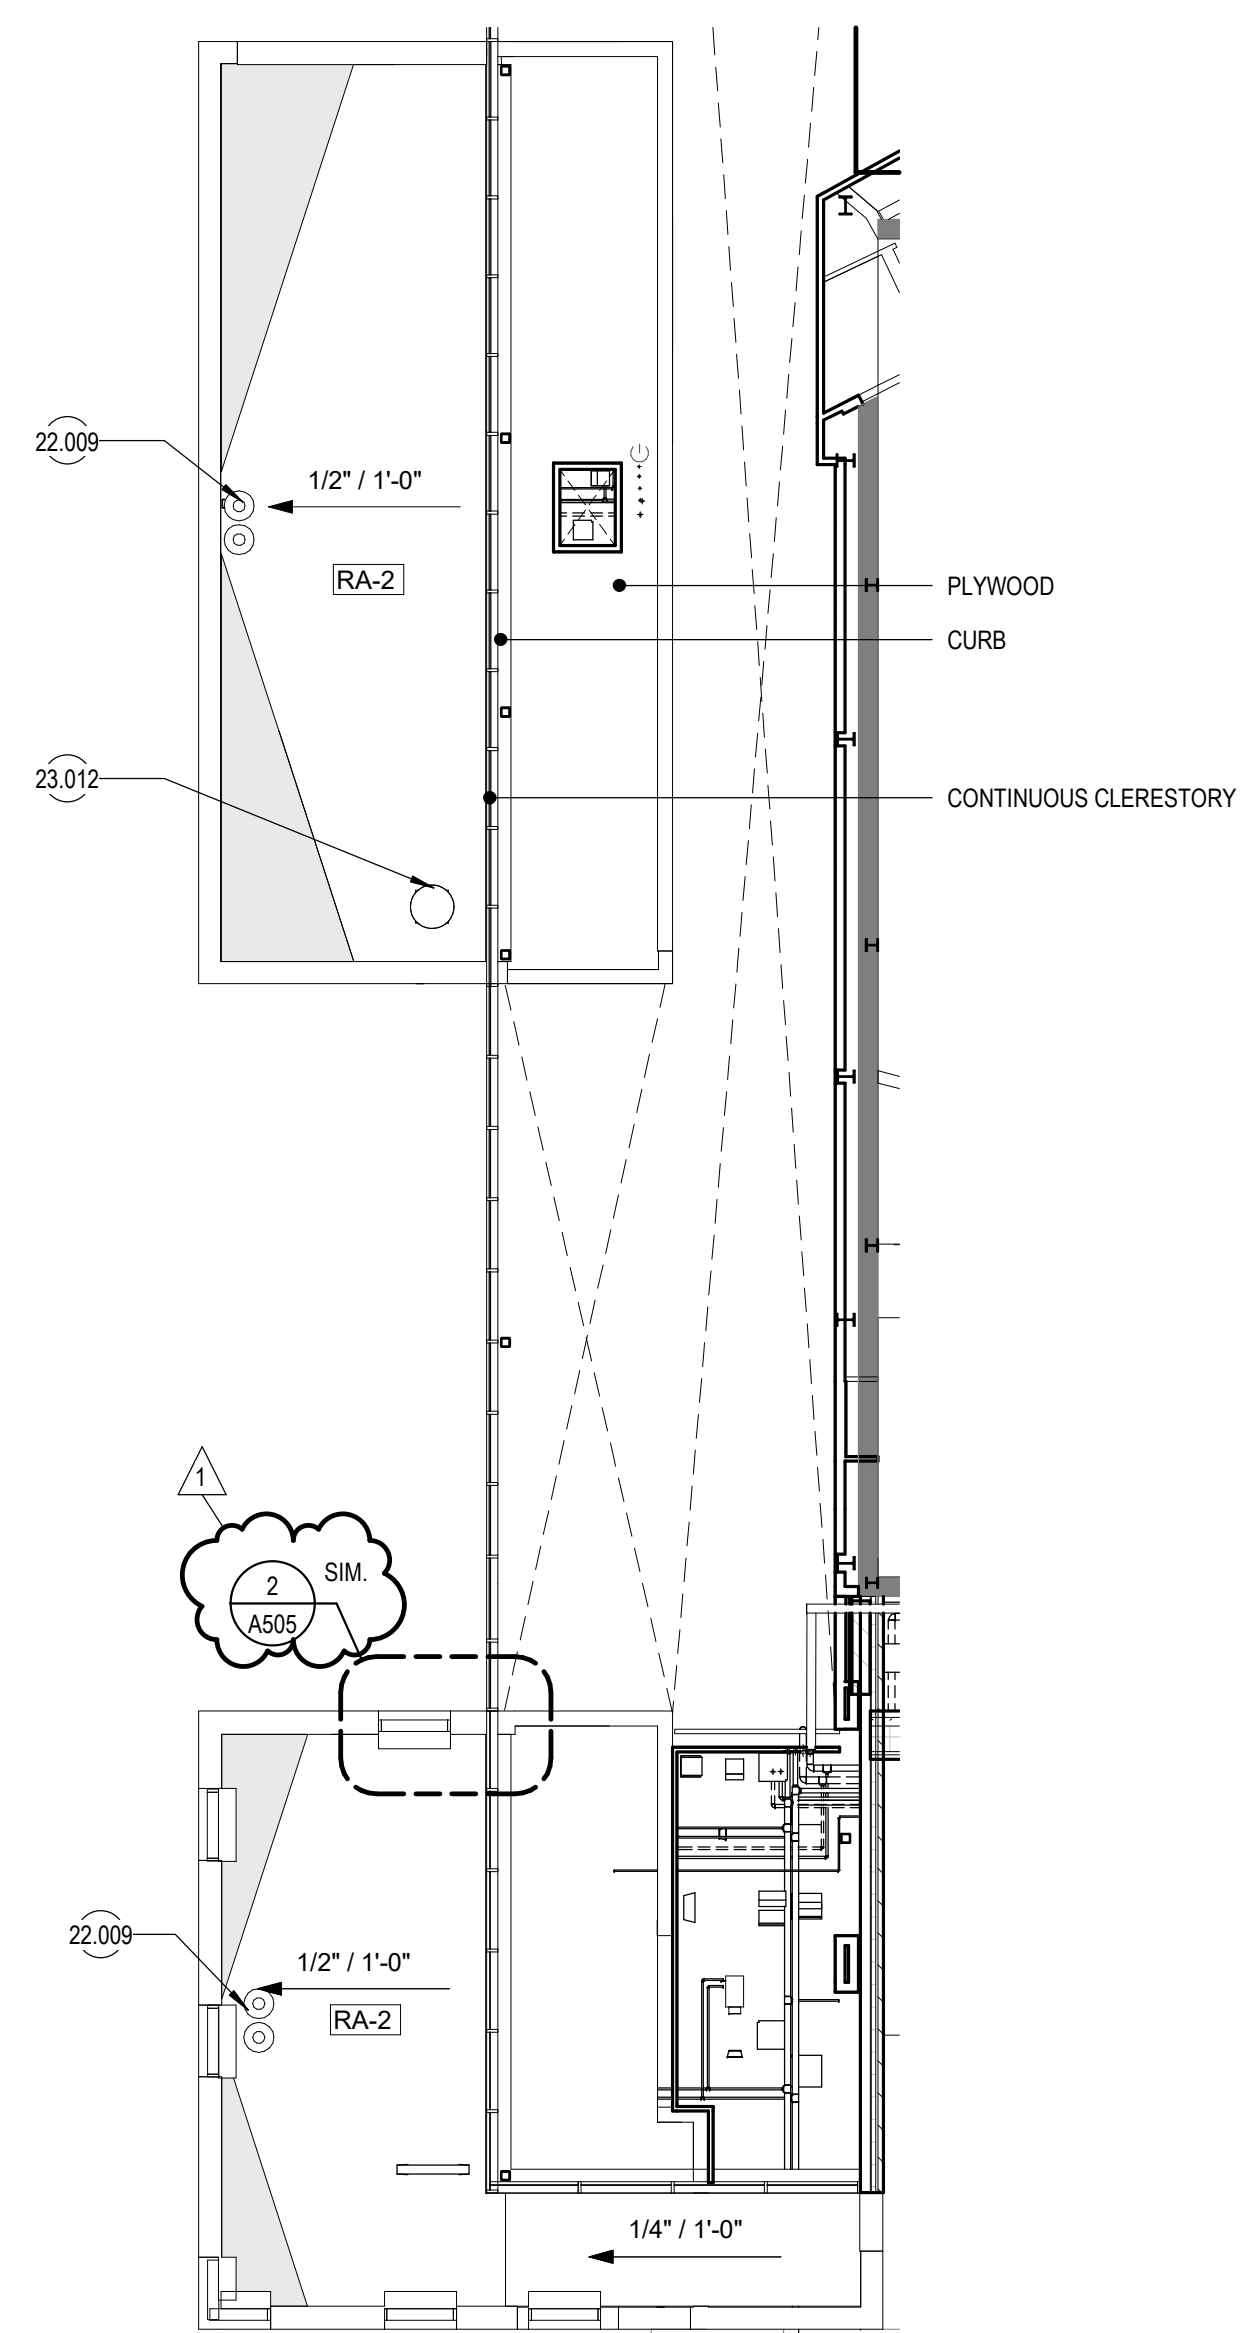 22.009
1/2" / 1'-0"
RA-2
PLYWOOD
CURB
23.012
CONTINUOUS CLERESTORY
1
2
SIM.
A505
22.009
1/2" / 1'-0"
RA-2
1/4" / 1'-0"